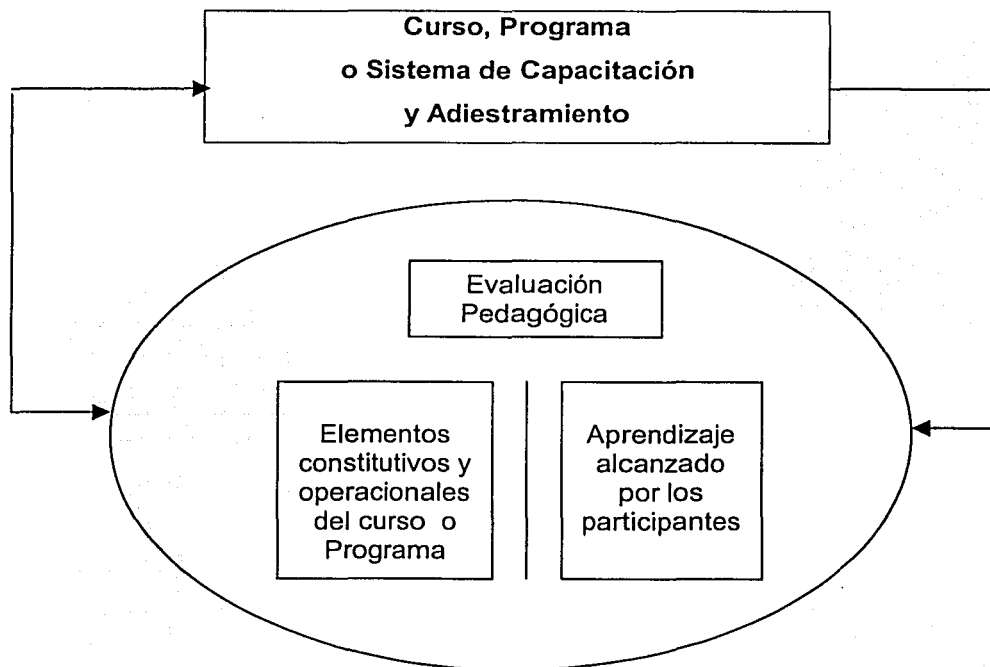 Curso, Programa
o Sistema de Capacitación
y Adiestramiento
Evaluación
Pedagógica
Elementos
constitutivos y
operacionales
del curso o
Programa
Aprendizaje
alcanzado
por los
participantes